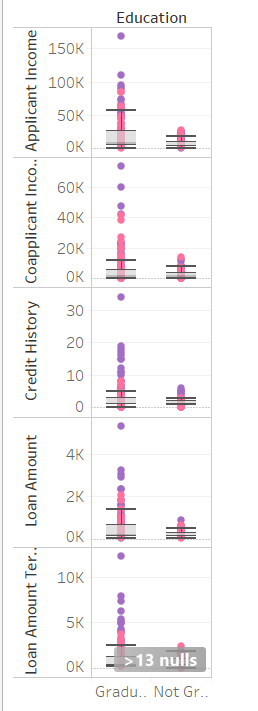 Education
Applicant Income
150K
100K
50K
0K
Coapplicant Inco..
60K
40K
20K
0K
Credit History
30
20
10
0
Loan Amount
4K
2K
0K
Loan Amount Ter..
10K
5K
0K
>13 nulls
Gradu.. Not Gr..